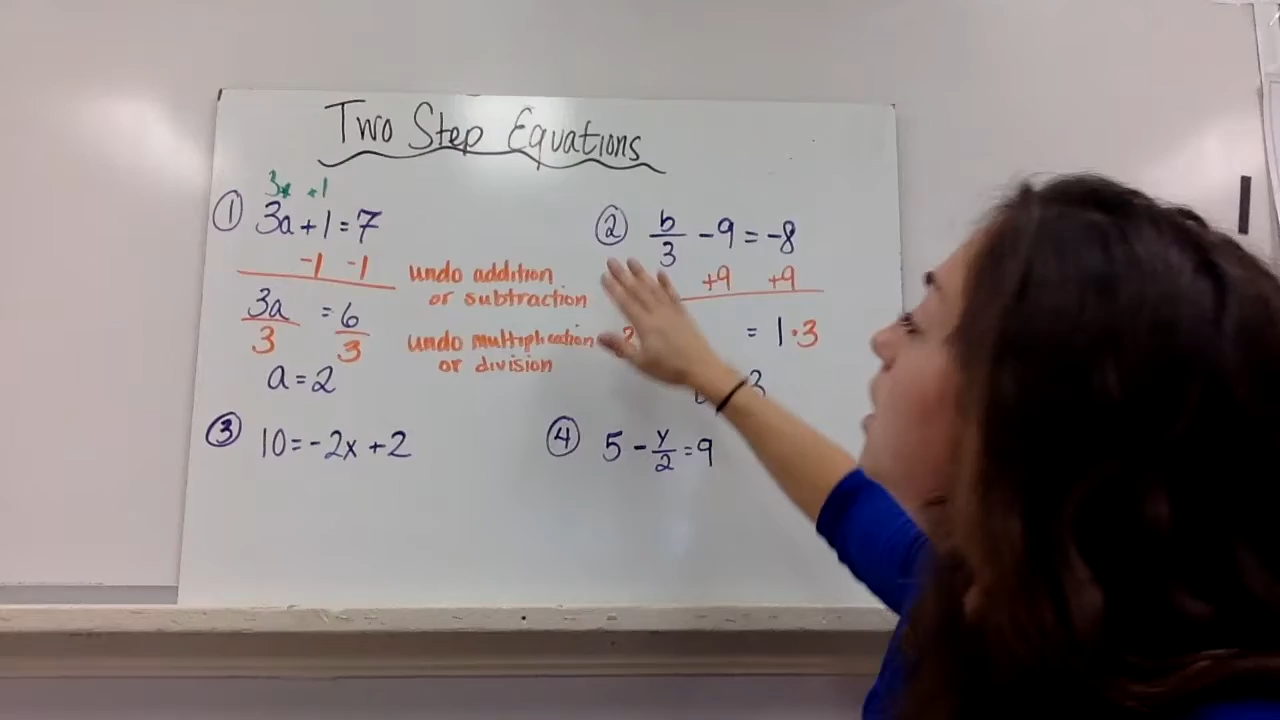 Two Step Equations
3x +1
① 3a + 1 = 7
-1 -1
undo addition
or subtraction
3a = 6
3 3
undo multiplication
or division
a = 2
② b/3 - 9 = -8
+9 +9
= 1 · 3
3
③ 10 = -2x + 2
④ 5 - y/2 = 9